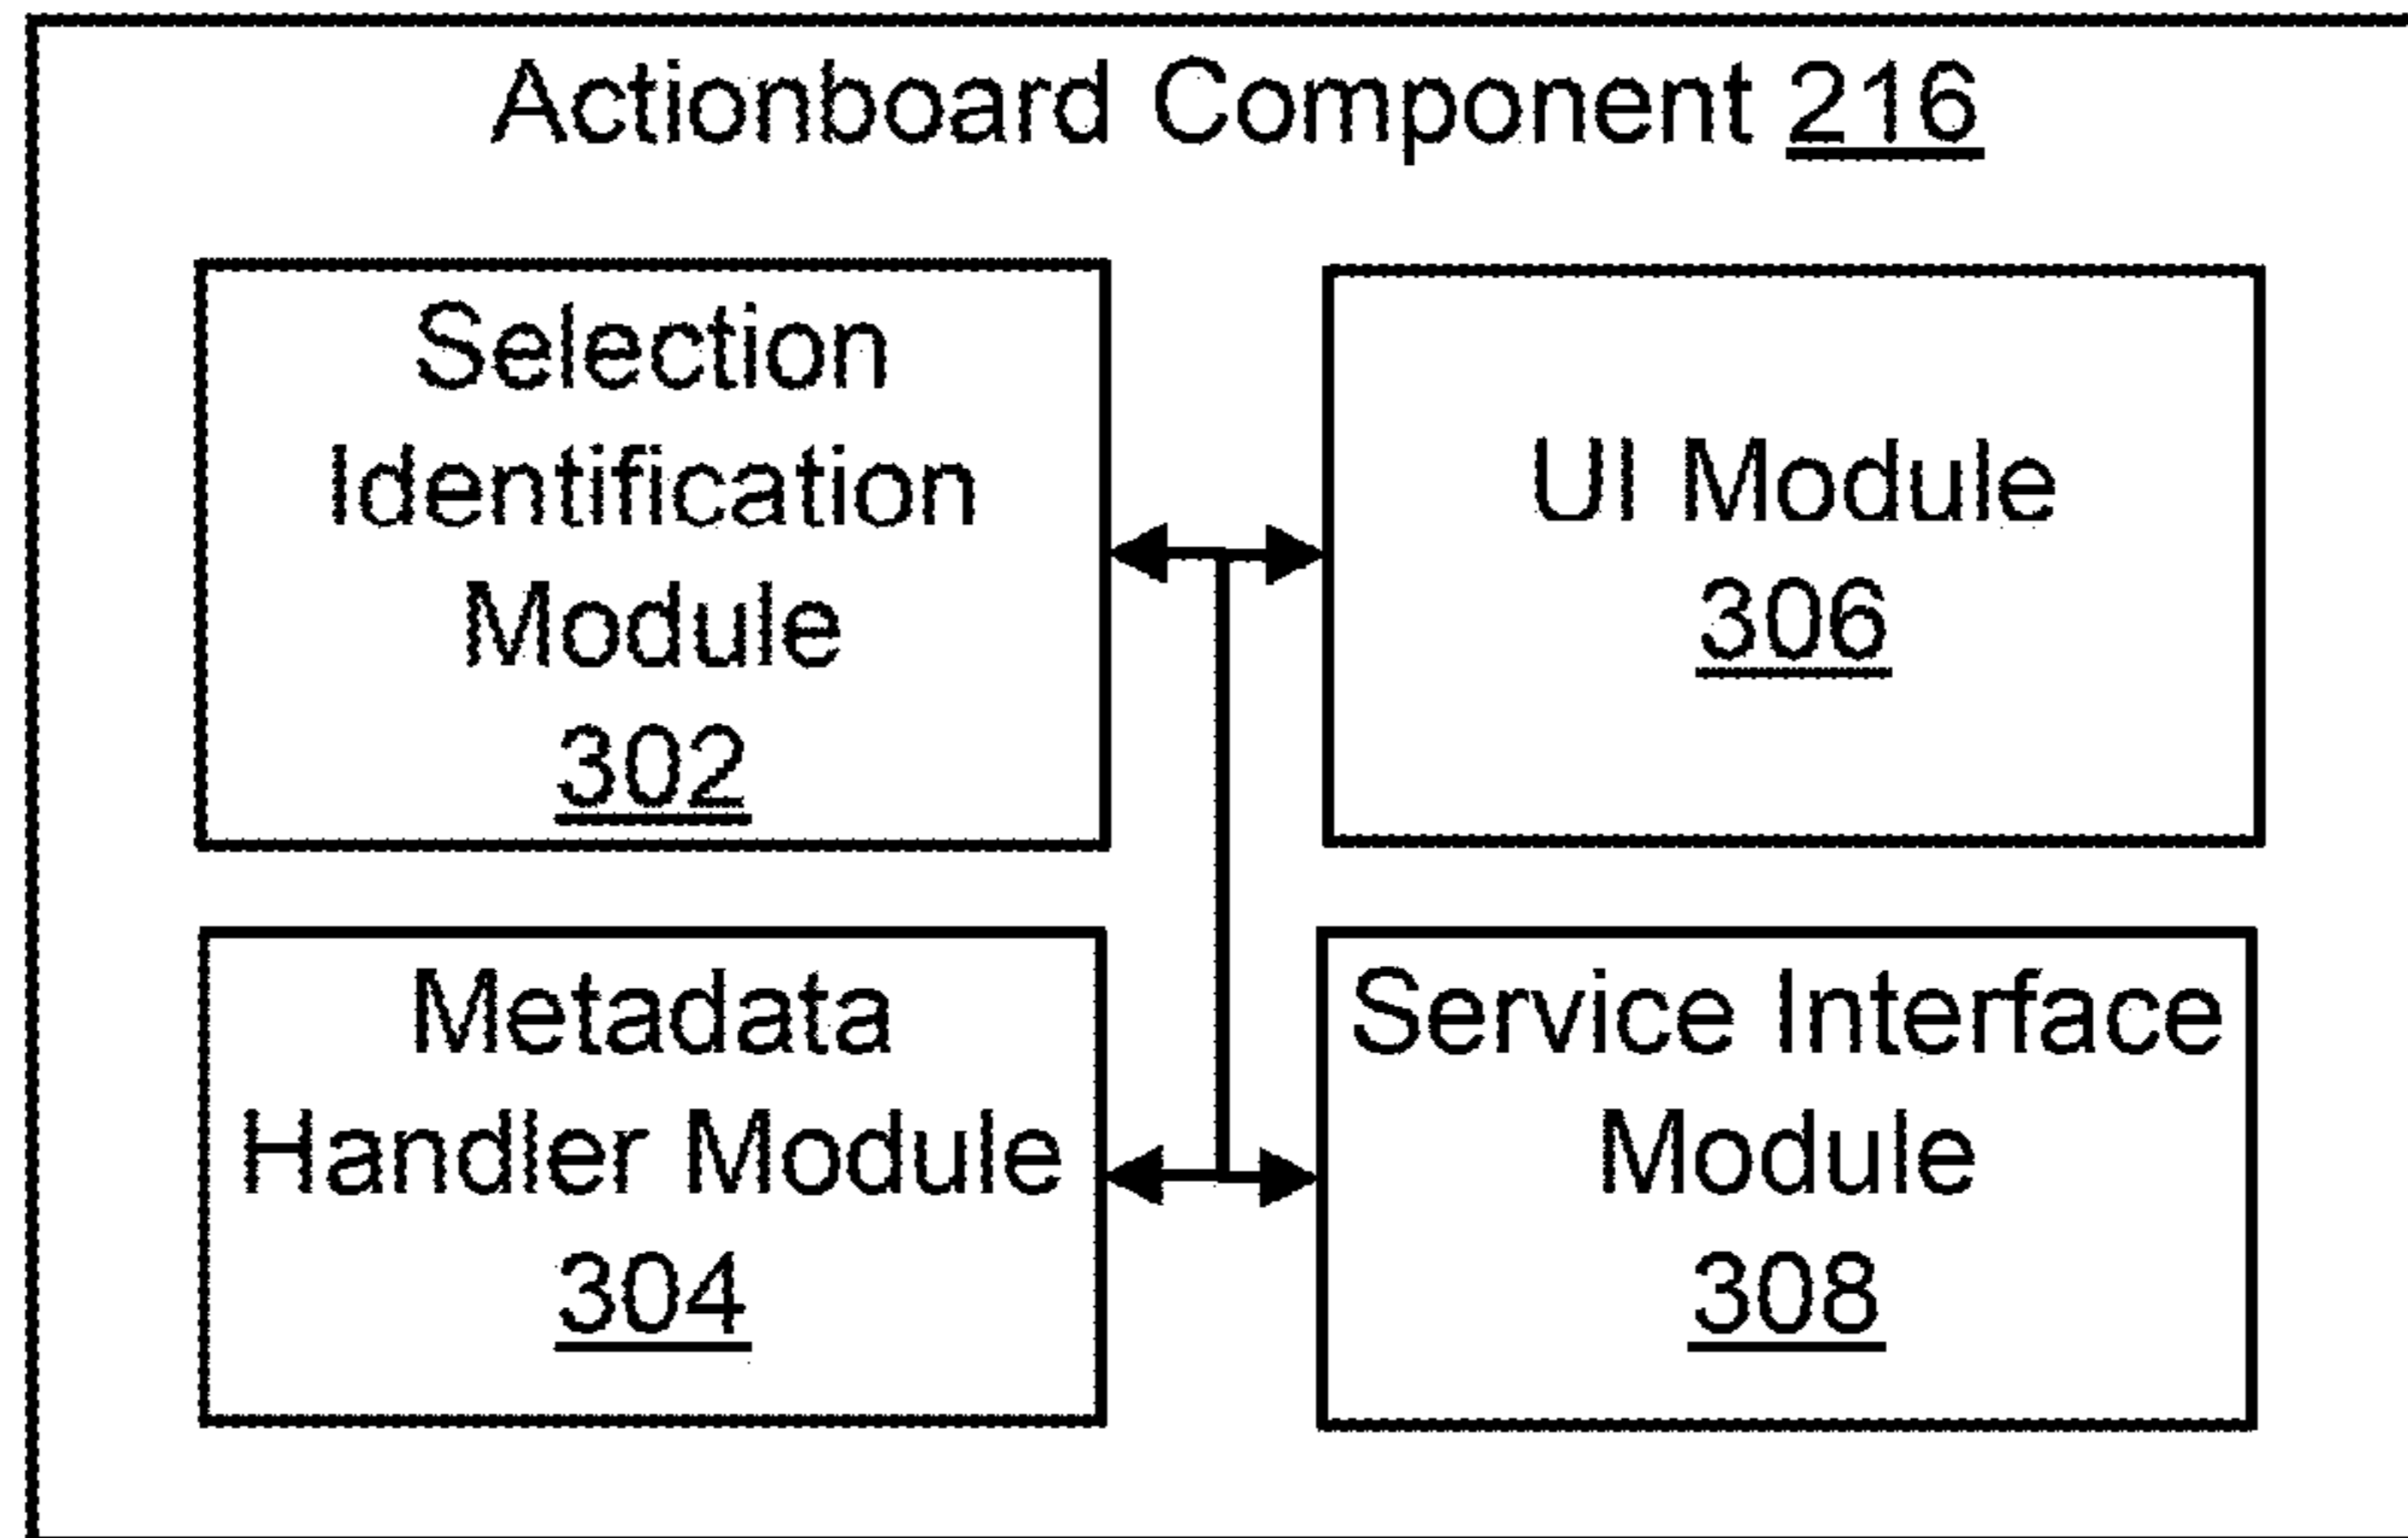 Actionboard Component 216
Selection
Identification
Module
302
UI Module
306
Metadata
Handler Module
304
Service Interface
Module
308